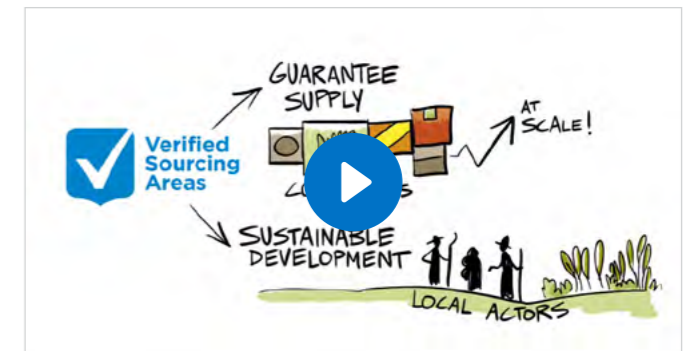 GUARANTEE
SUPPLY
AT
SCALE!
Verified
Sourcing
Areas
SUSTAINABLE
DEVELOPMENT
LOCAL ACTORS